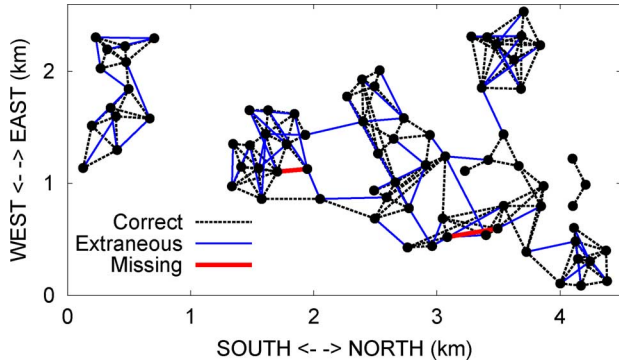 2
1
0
WEST <- -> EAST (km)
Correct
Extraneous
Missing
0
1
2
3
4
SOUTH <- -> NORTH (km)